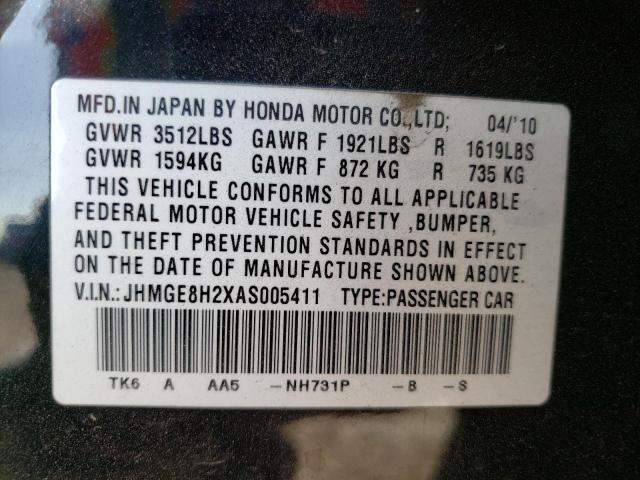 MFD.IN JAPAN BY HONDA MOTOR CO.,LTD; 04/'10
GVWR 3512LBS GAWR F 1921LBS R 1619LBS
GVWR 1594KG GAWR F 872 KG R 735 KG
THIS VEHICLE CONFORMS TO ALL APPLICABLE
FEDERAL MOTOR VEHICLE SAFETY ,BUMPER,
AND THEFT PREVENTION STANDARDS IN EFFECT
ON THE DATE OF MANUFACTURE SHOWN ABOVE.
V.I.N.:JHMGE8H2XAS005411 TYPE:PASSENGER CAR
TK6 A AA5 -NH731P -B -S